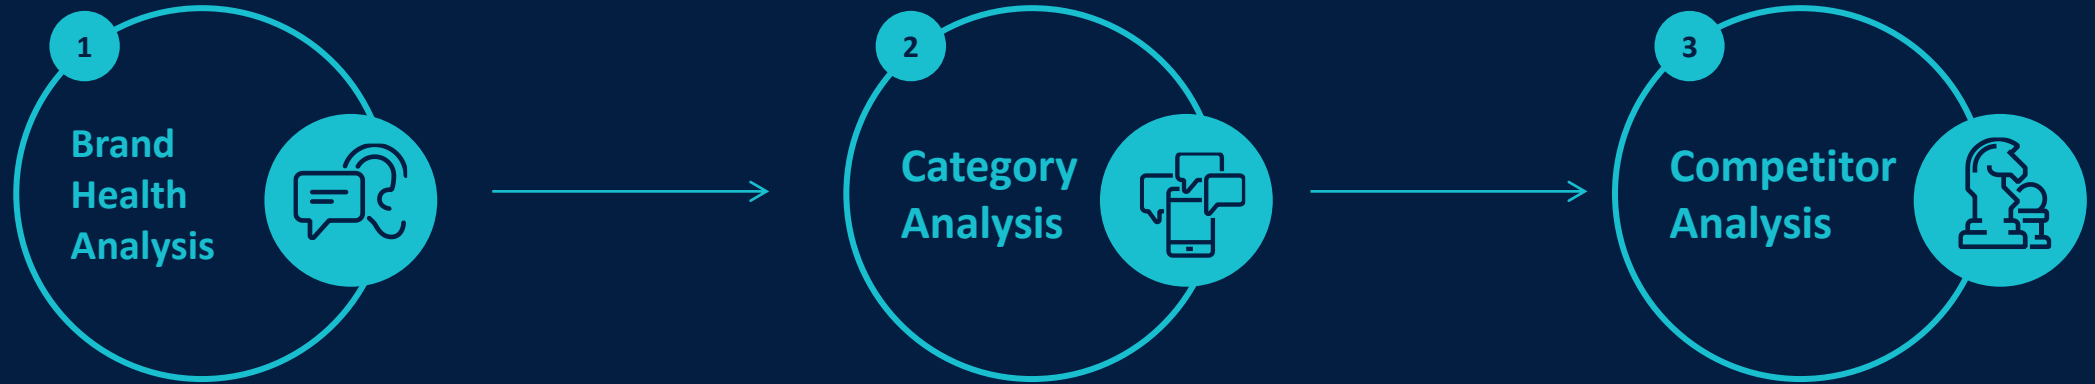 1
Brand
Health
Analysis
2
Category
Analysis
3
Competitor
Analysis